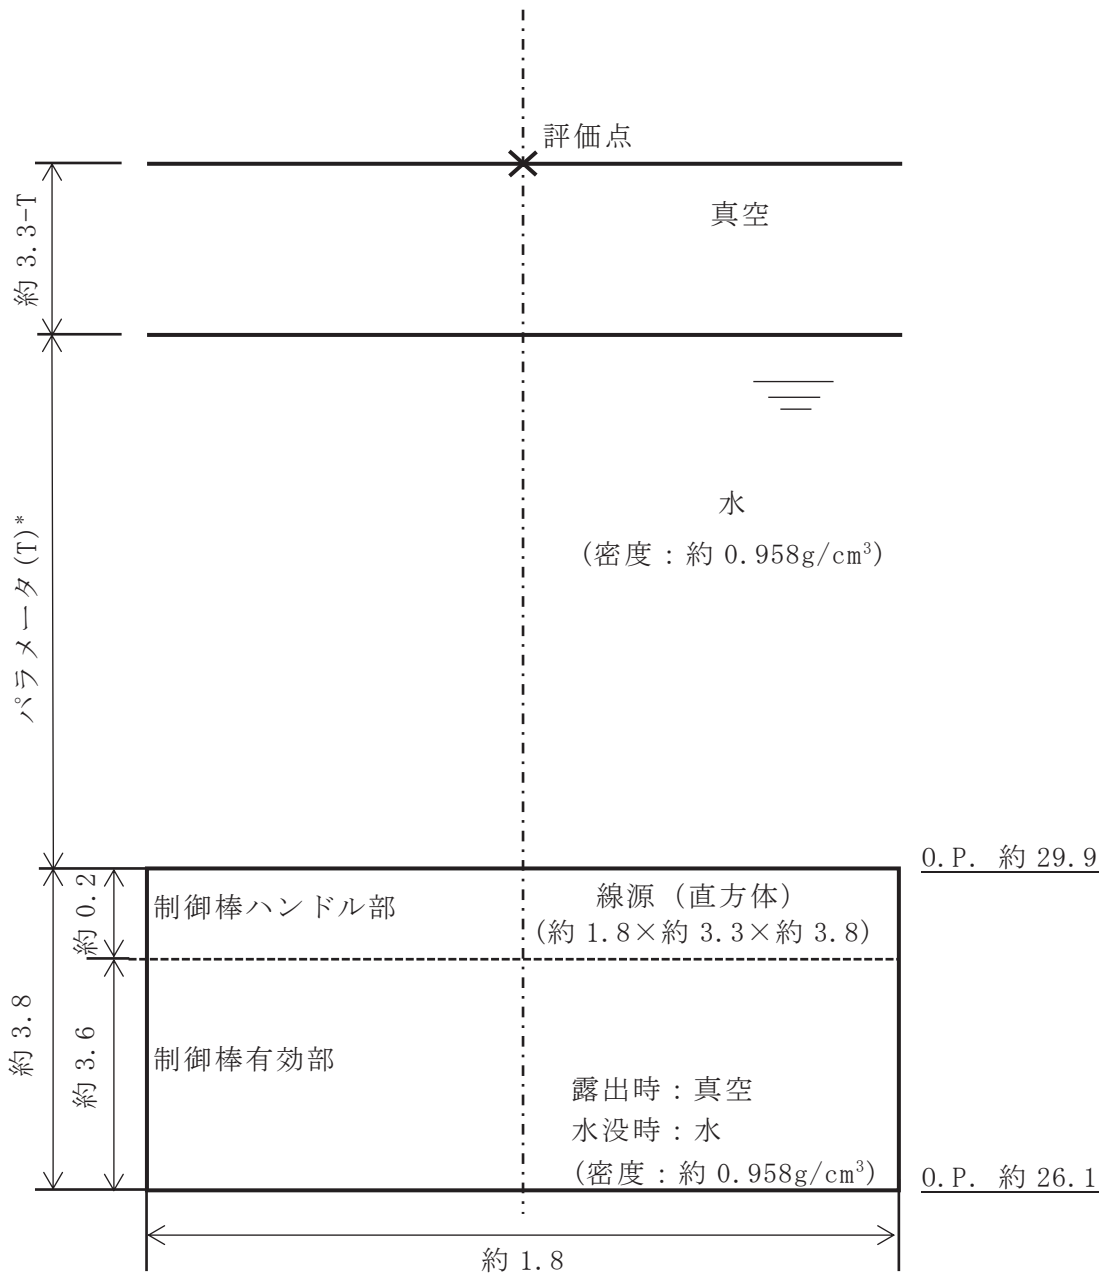 評価点
約 3.3-T
真空
水
(密度：約 0.958g/cm³)
パラメータ(T)*
O.P. 約 29.9
約 0.2
制御棒ハンドル部
線源（直方体）
(約 1.8×約 3.3×約 3.8)
約 3.8
約 3.6
制御棒有効部
露出時：真空
水没時：水
(密度：約 0.958g/cm³)
O.P. 約 26.1
約 1.8